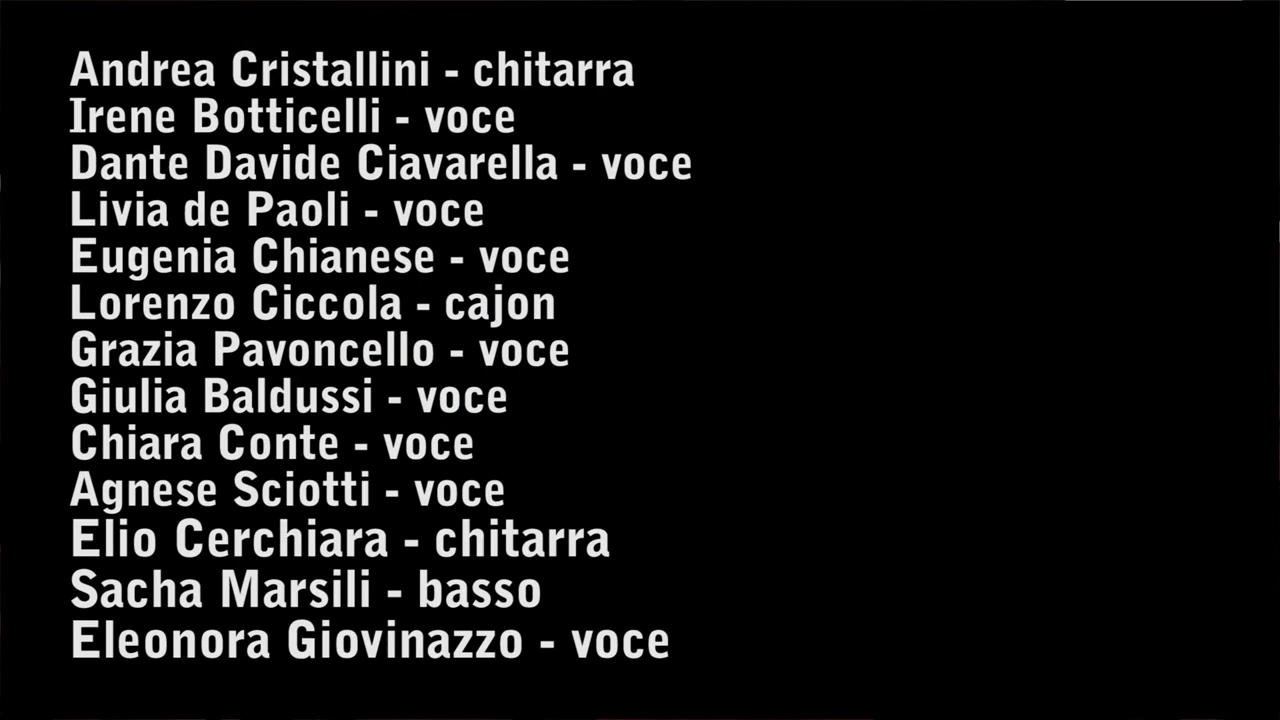 Andrea Cristallini - chitarra
Irene Botticelli - voce
Dante Davide Ciavarella - voce
Livia de Paoli - voce
Eugenia Chianese - voce
Lorenzo Ciccola - cajon
Grazia Pavoncello - voce
Giulia Baldussi - voce
Chiara Conte - voce
Agnese Sciotti - voce
Elio Cerchiara - chitarra
Sacha Marsili - basso
Eleonora Giovinazzo - voce